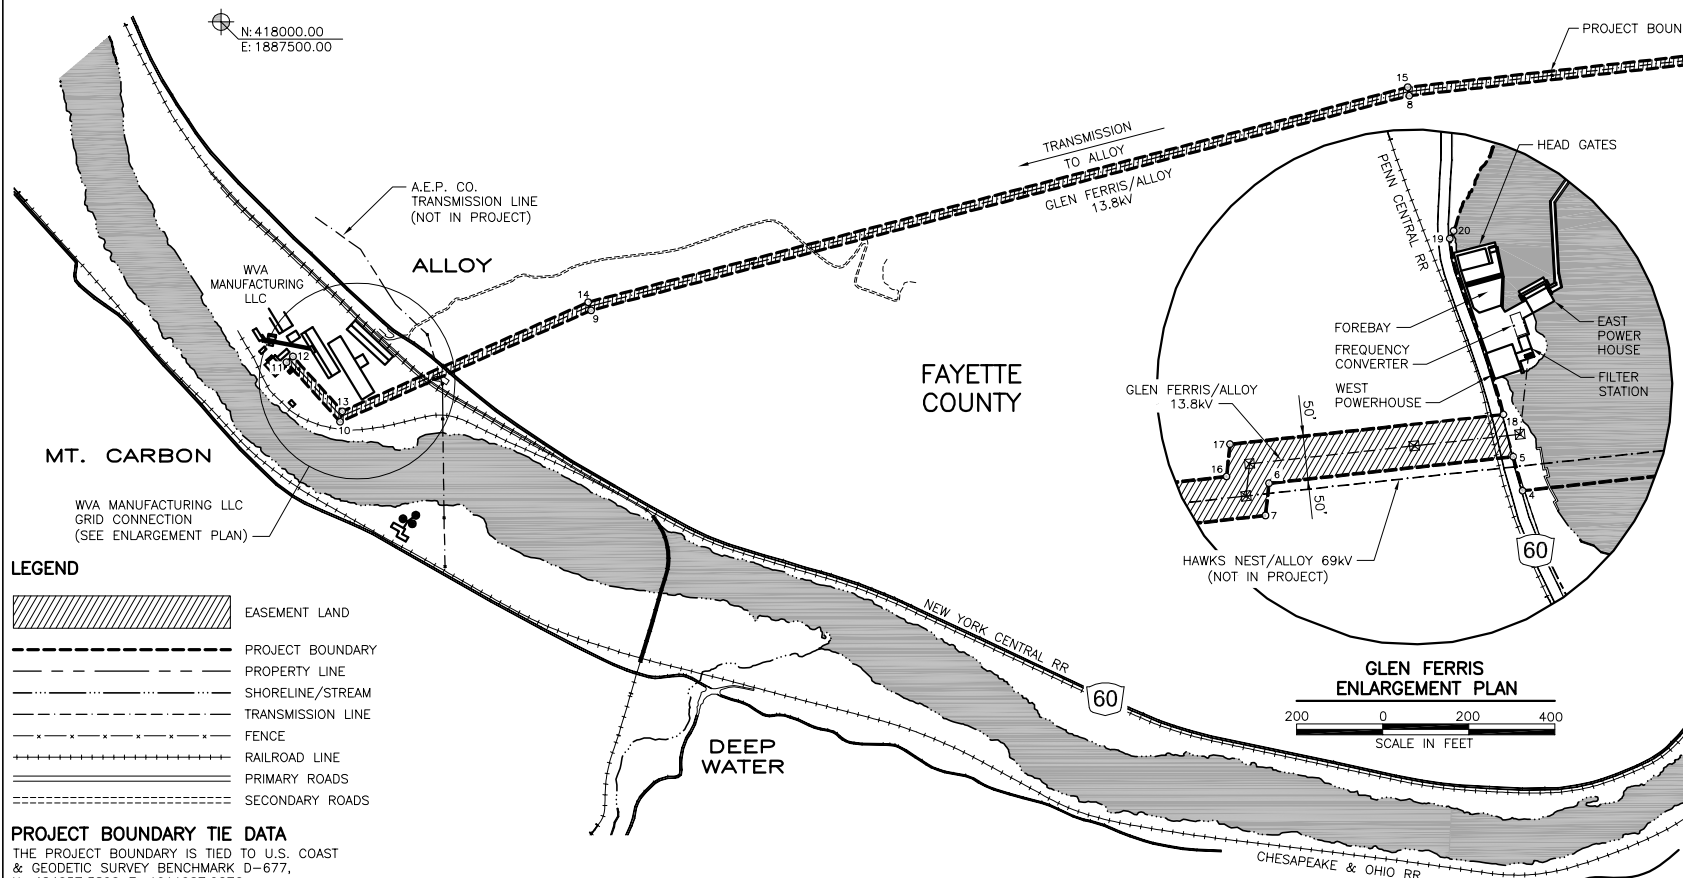 N: 418000.00
E: 1887500.00
PROJECT BOUN
15
8
TRANSMISSION
TO ALLOY
GLEN FERRIS/ALLOY
13.8kV
A.E.P. CO.
TRANSMISSION LINE
(NOT IN PROJECT)
ALLOY
WVA
MANUFACTURING
LLC
14
9
12
11
13
10
MT. CARBON
WVA MANUFACTURING LLC
GRID CONNECTION
(SEE ENLARGEMENT PLAN)
FAYETTE
COUNTY
HEAD GATES
PENN CENTRAL RR
20
19
FOREBAY
FREQUENCY
CONVERTER
WEST
POWERHOUSE
EAST
POWER
HOUSE
FILTER
STATION
GLEN FERRIS/ALLOY
13.8kV
50'
50'
17
16
6
7
18
5
4
60
HAWKS NEST/ALLOY 69kV
(NOT IN PROJECT)
GLEN FERRIS
ENLARGEMENT PLAN
200 0 200 400
SCALE IN FEET
NEW YORK CENTRAL RR
60
DEEP
WATER
CHESAPEAKE & OHIO RR
LEGEND
EASEMENT LAND
PROJECT BOUNDARY
PROPERTY LINE
SHORELINE/STREAM
TRANSMISSION LINE
FENCE
RAILROAD LINE
PRIMARY ROADS
SECONDARY ROADS
PROJECT BOUNDARY TIE DATA
THE PROJECT BOUNDARY IS TIED TO U.S. COAST
& GEODETIC SURVEY BENCHMARK D-677,